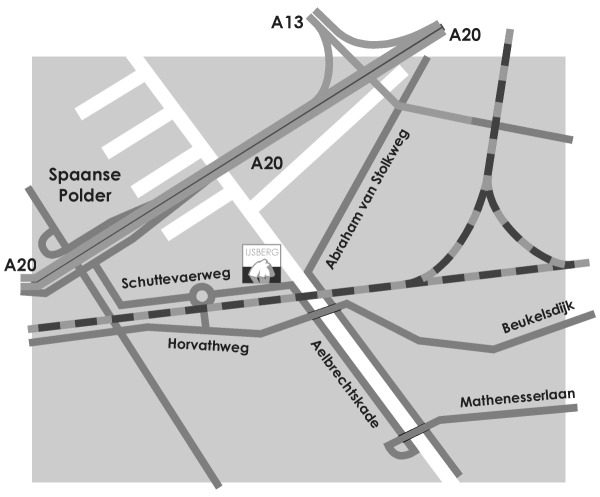 A13
A20
A20
Spaanse
Polder
Abraham van Stolkweg
A20
IJSBERG
Schuttevaerweg
Horvathweg
Beukelsdijk
Aelbrechtskade
Mathenesserlaan